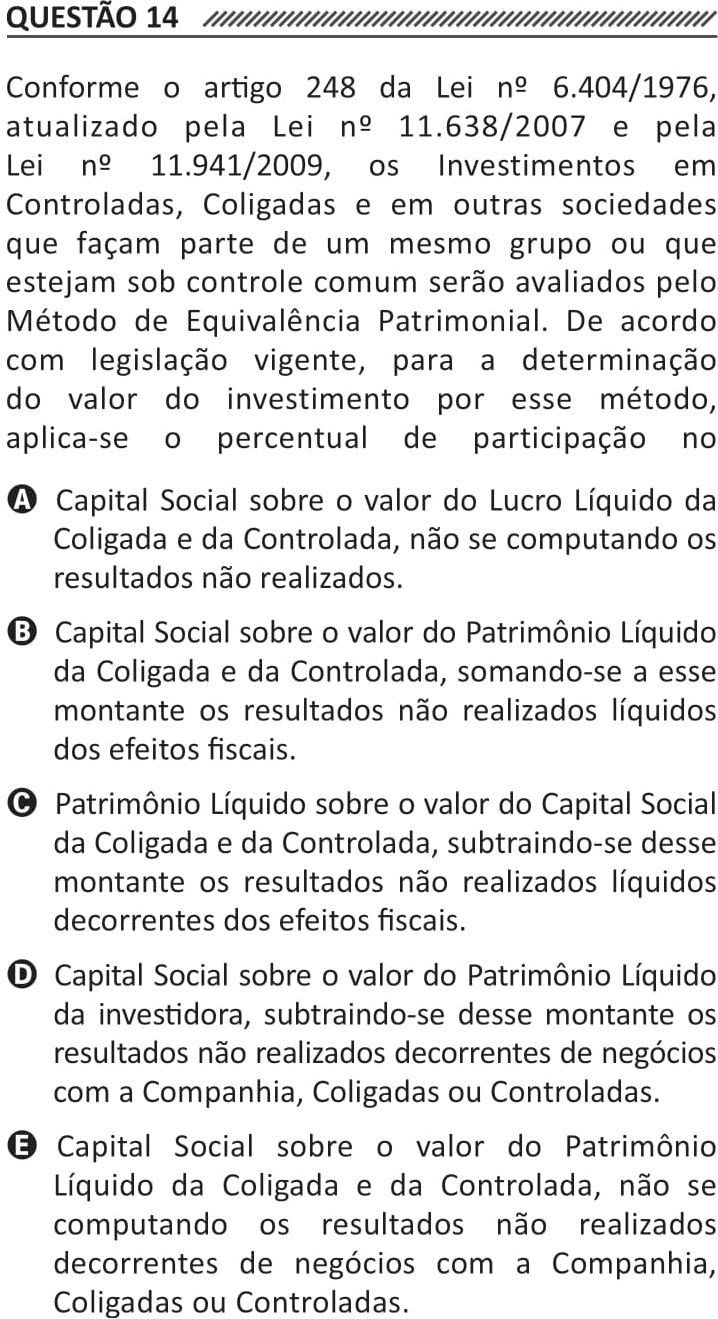 QUESTÃO 14
Conforme o artigo 248 da Lei nº 6.404/1976,
atualizado pela Lei nº 11.638/2007 e pela
Lei nº 11.941/2009, os Investimentos em
Controladas, Coligadas e em outras sociedades
que façam parte de um mesmo grupo ou que
estejam sob controle comum serão avaliados pelo
Método de Equivalência Patrimonial. De acordo
com legislação vigente, para a determinação
do valor do investimento por esse método,
aplica-se o percentual de participação no
A Capital Social sobre o valor do Lucro Líquido da
Coligada e da Controlada, não se computando os
resultados não realizados.
B Capital Social sobre o valor do Patrimônio Líquido
da Coligada e da Controlada, somando-se a esse
montante os resultados não realizados líquidos
dos efeitos fiscais.
C Patrimônio Líquido sobre o valor do Capital Social
da Coligada e da Controlada, subtraindo-se desse
montante os resultados não realizados líquidos
decorrentes dos efeitos fiscais.
D Capital Social sobre o valor do Patrimônio Líquido
da investidora, subtraindo-se desse montante os
resultados não realizados decorrentes de negócios
com a Companhia, Coligadas ou Controladas.
E Capital Social sobre o valor do Patrimônio
Líquido da Coligada e da Controlada, não se
computando os resultados não realizados
decorrentes de negócios com a Companhia,
Coligadas ou Controladas.